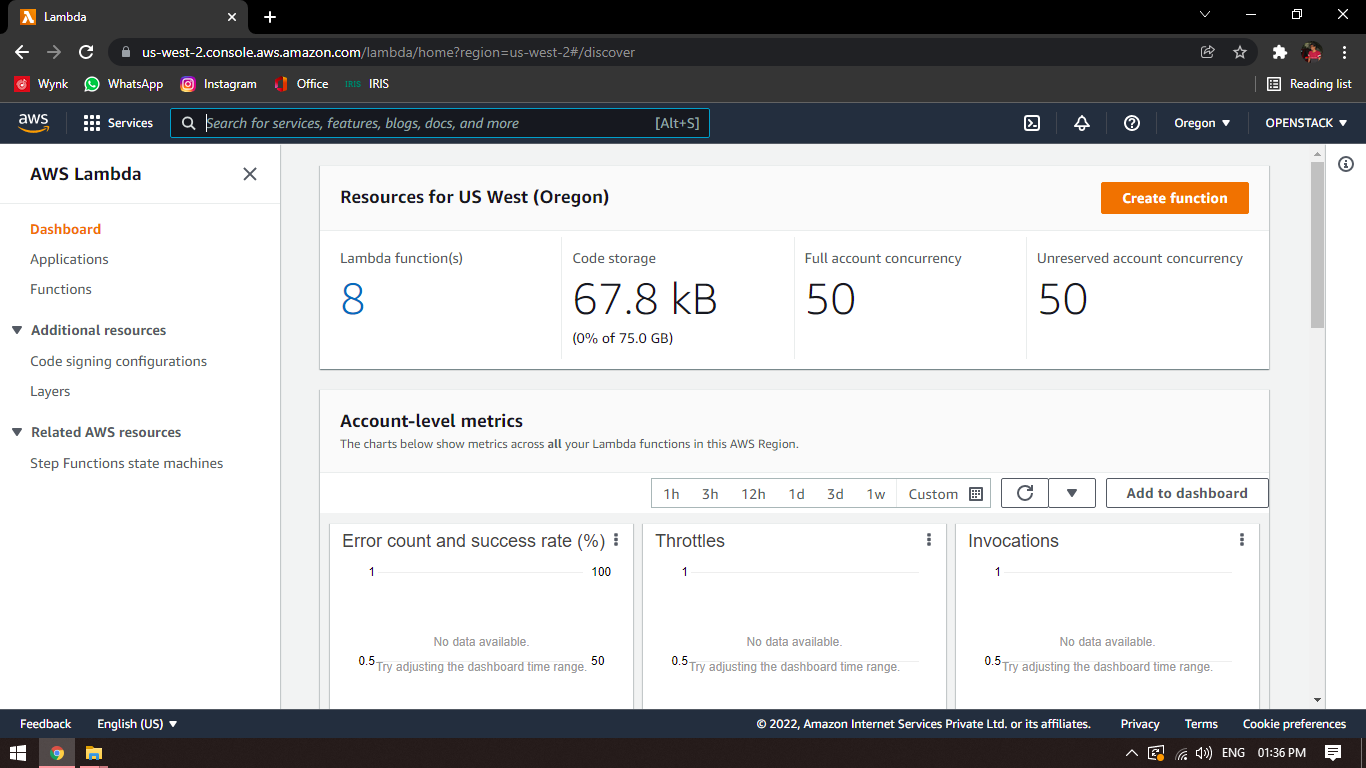 Lambda
us-west-2.console.aws.amazon.com/lambda/home?region=us-west-2#/discover
Wynk WhatsApp Instagram Office IRIS IRIS Reading list
aws Services Search for services, features, blogs, docs, and more [Alt+S] Oregon OPENSTACK
AWS Lambda
Dashboard
Applications
Functions
Additional resources
Code signing configurations
Layers
Related AWS resources
Step Functions state machines
Resources for US West (Oregon) Create function
Lambda function(s) Code storage Full account concurrency Unreserved account concurrency
8 67.8 kB 50 50
(0% of 75.0 GB)
Account-level metrics
The charts below show metrics across all your Lambda functions in this AWS Region.
1h 3h 12h 1d 3d 1w Custom Add to dashboard
Error count and success rate (%) Throttles Invocations
1 100 1 1
No data available. No data available. No data available.
0.5 Try adjusting the dashboard time range. 50 0.5 Try adjusting the dashboard time range. 0.5 Try adjusting the dashboard time range.
Feedback English (US) © 2022, Amazon Internet Services Private Ltd. or its affiliates. Privacy Terms Cookie preferences
ENG 01:36 PM